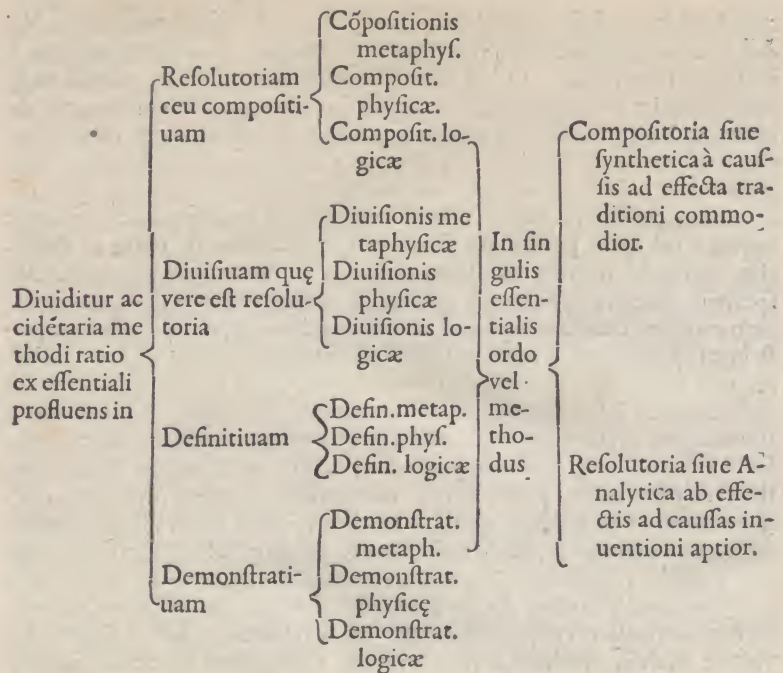 Diuiditur ac
cidētaria me
thodi ratio
ex eſſentiali
profluens in
Reſolutoriam
ceu compoſiti-
uam
Cōpoſitionis
metaphyſ.
Compoſit.
phyſicæ.
Compoſit. lo-
gicæ
Diuiſiuam quę
vere eſt reſolu-
toria
Diuiſionis me
taphyſicæ
Diuiſionis
phyſicæ
Diuiſionis lo-
gicæ
Definitiuam
Defin. metap.
Defin. phyſ.
Defin. logicæ
Demonſtrati-
uam
Demonſtrat.
metaph.
Demonſtrat.
phyſicę
Demonſtrat.
logicæ
In ſin
gulis
eſſen-
tialis
ordo
vel
me-
tho-
dus
Compoſitoria ſiue
ſynthetica à cauſ-
ſis ad effecta tra-
ditioni commo-
dior.
Reſolutoria ſiue A-
nalytica ab effe-
ctis ad cauſſas in-
uentioni aptior.